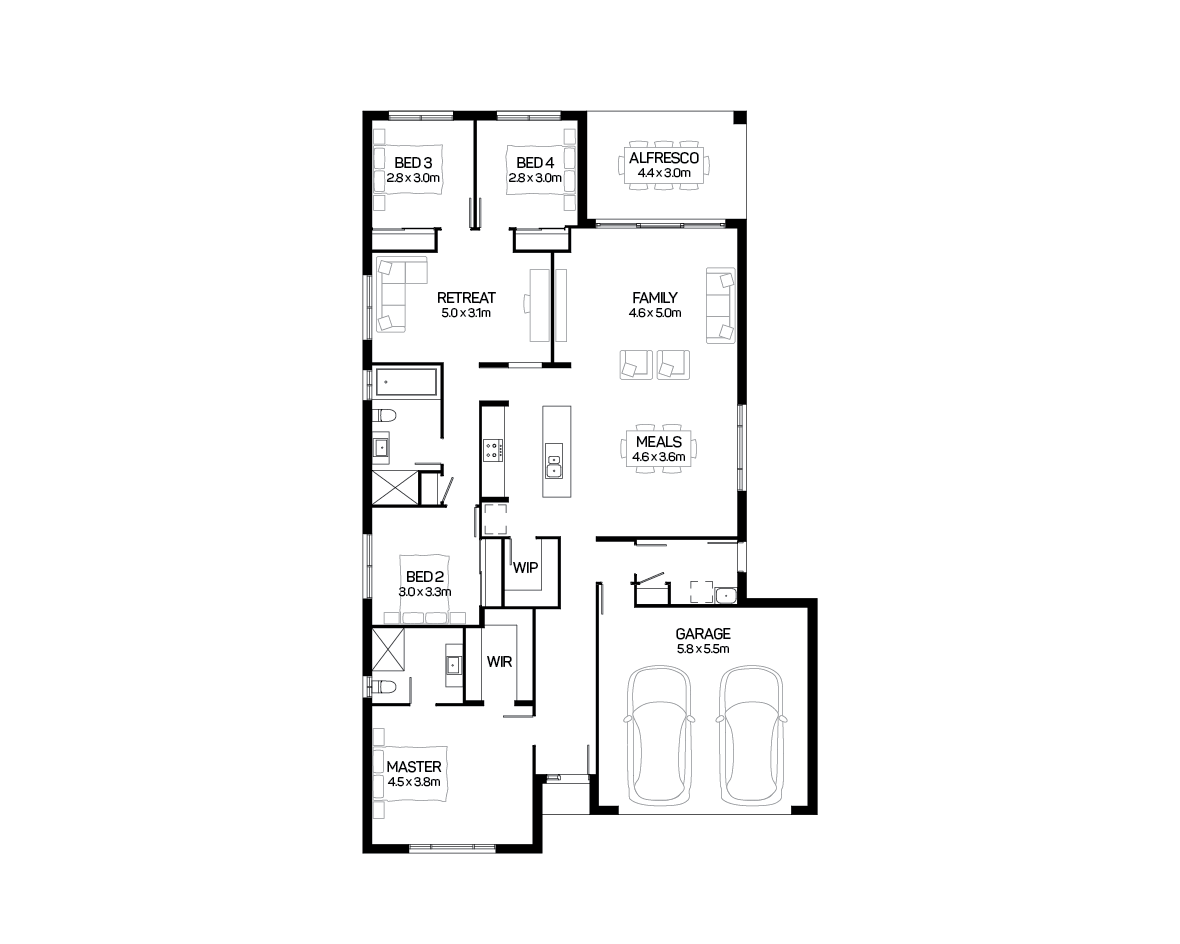 BED 3
2.8 x 3.0m
BED 4
2.8 x 3.0m
ALFRESCO
4.4 x 3.0m
RETREAT
5.0 x 3.1m
FAMILY
4.6 x 5.0m
MEALS
4.6 x 3.6m
WIP
BED 2
3.0 x 3.3m
GARAGE
5.8 x 5.5m
WIR
MASTER
4.5 x 3.8m